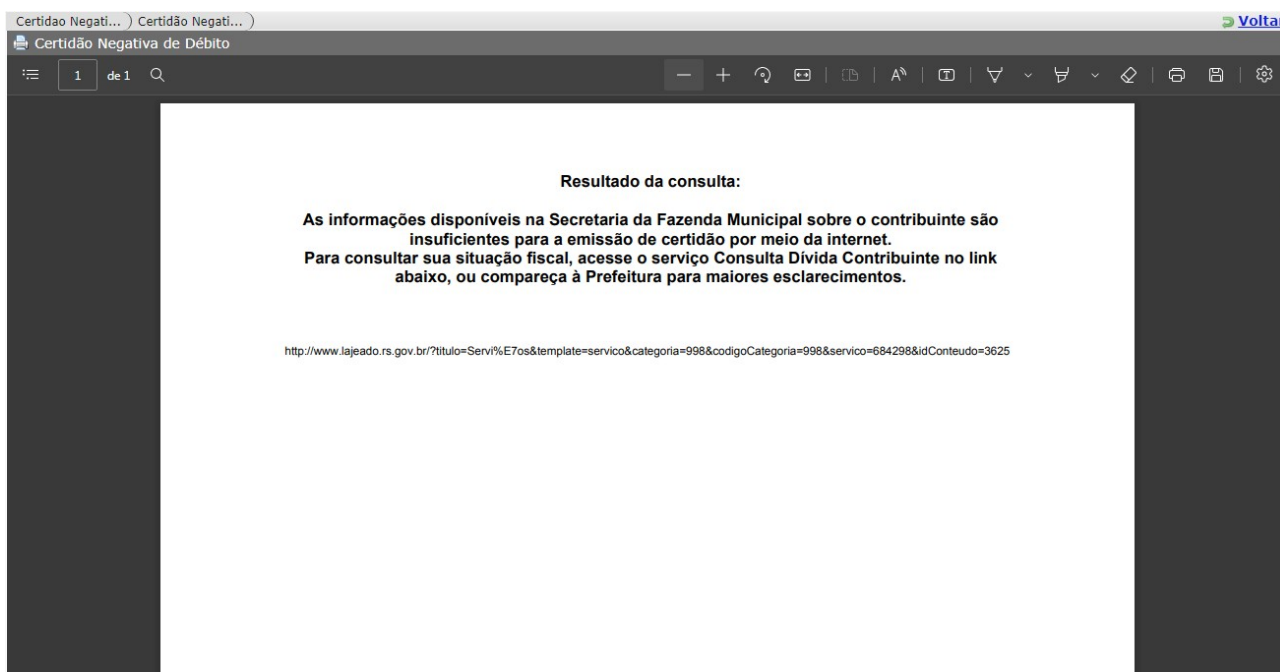 Certidao Negati... ) Certidão Negati... )
Voltar
Certidão Negativa de Débito
1 de 1
Resultado da consulta:
As informações disponíveis na Secretaria da Fazenda Municipal sobre o contribuinte são
insuficientes para a emissão de certidão por meio da internet.
Para consultar sua situação fiscal, acesse o serviço Consulta Dívida Contribuinte no link
abaixo, ou compareça à Prefeitura para maiores esclarecimentos.
http://www.lajeado.rs.gov.br/?titulo=Servi%E7os&template=servico&categoria=998&codigoCategoria=998&servico=684298&idConteudo=3625